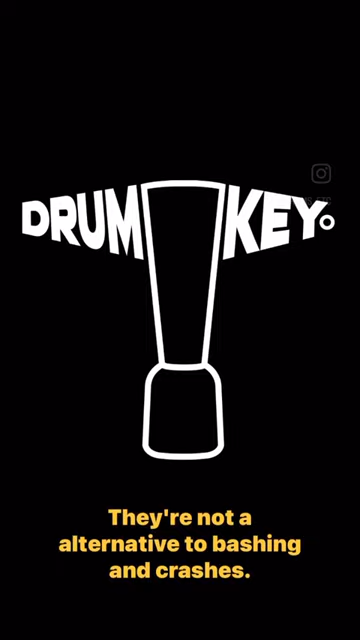 DRUM KEY
They're not a
alternative to bashing
and crashes.